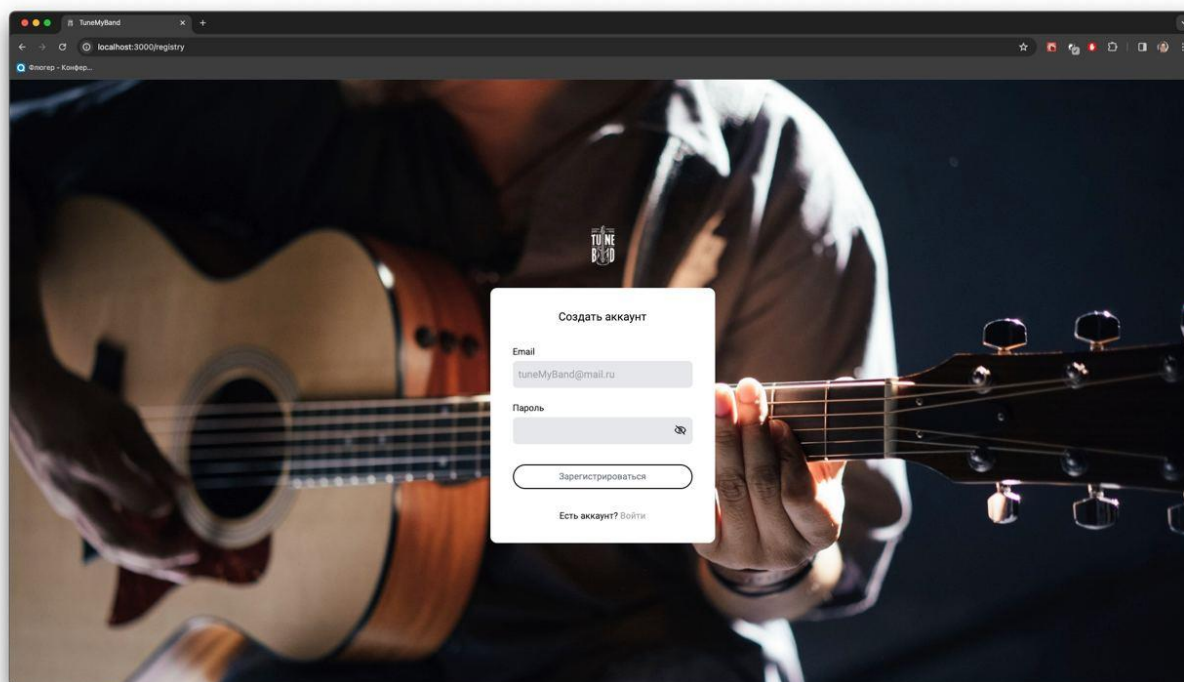 TuneMyBand
localhost:3000/registry
Флюгер - Конфер...
TUNE
BAND
Создать аккаунт
Email
tuneMyBand@mail.ru
Пароль
Зарегистрироваться
Есть аккаунт? Войти